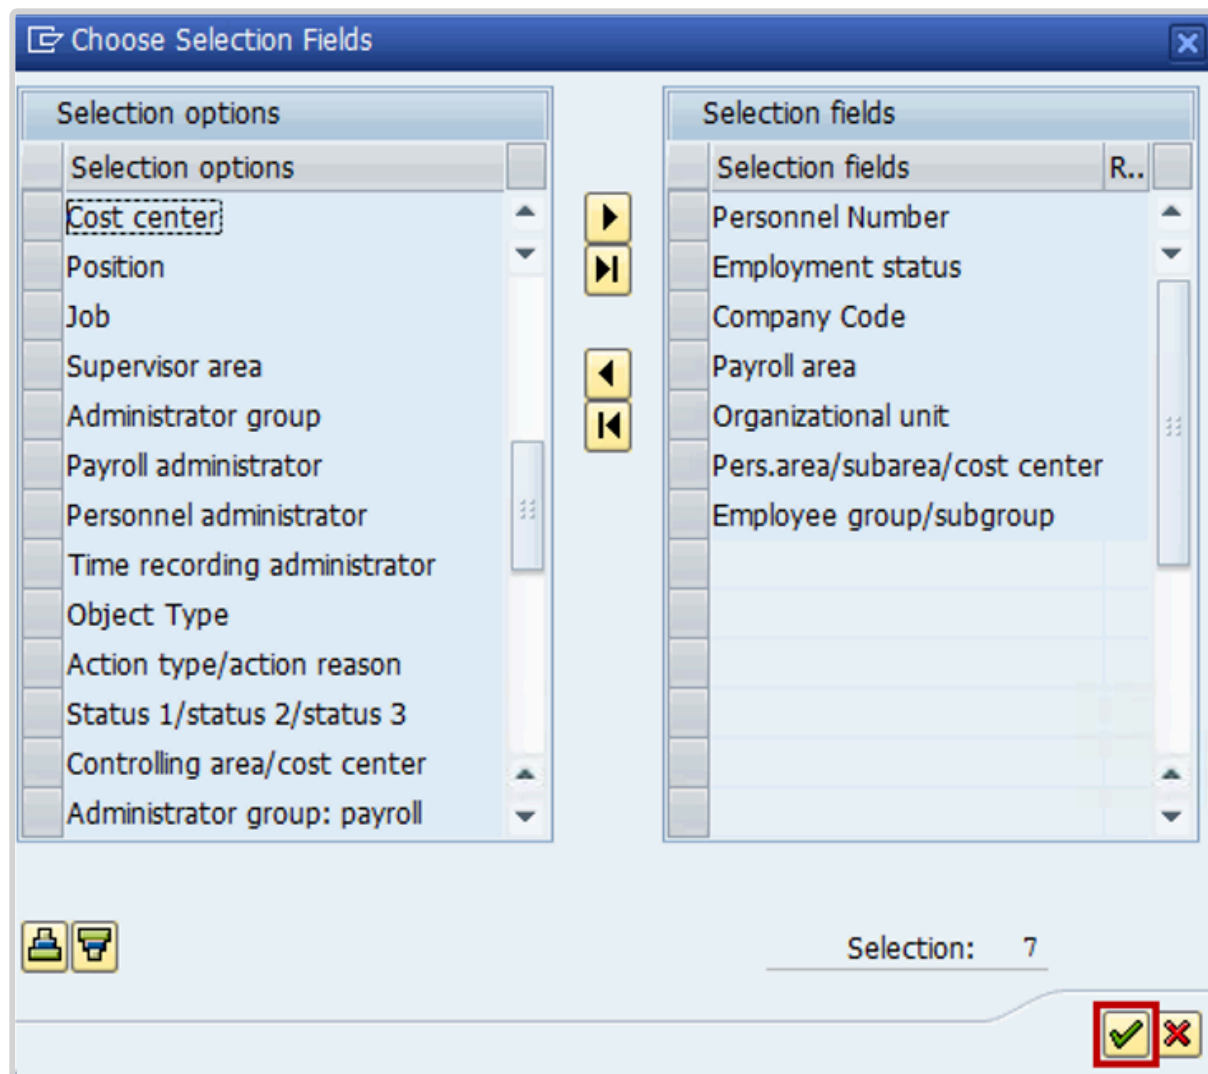 Choose Selection Fields
Selection options
Selection options
Cost center
Position
Job
Supervisor area
Administrator group
Payroll administrator
Personnel administrator
Time recording administrator
Object Type
Action type/action reason
Status 1/status 2/status 3
Controlling area/cost center
Administrator group: payroll
Selection fields
Selection fields R..
Personnel Number
Employment status
Company Code
Payroll area
Organizational unit
Pers.area/subarea/cost center
Employee group/subgroup
Selection: 7